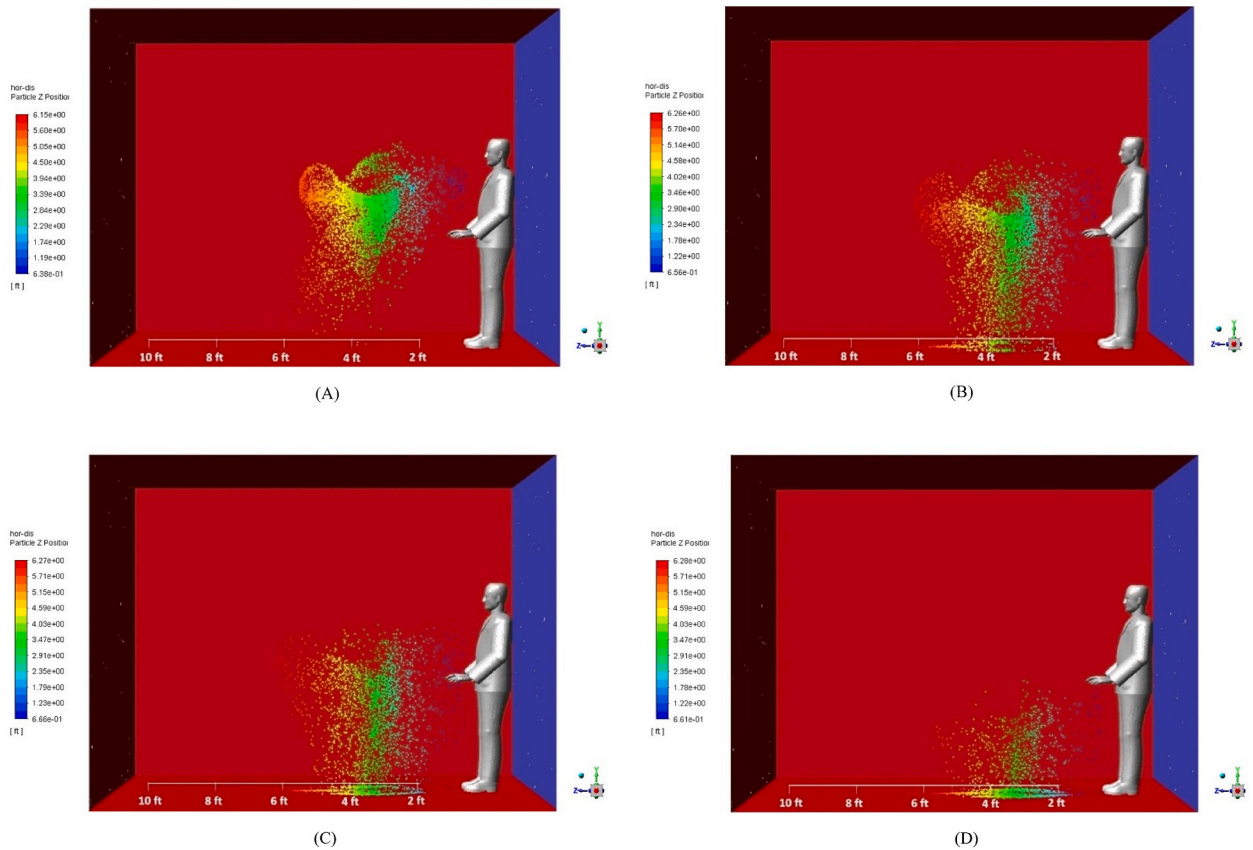 hor-dis
Particle Z Position
6.15e+00
5.60e+00
5.05e+00
4.50e+00
3.94e+00
3.39e+00
2.84e+00
2.29e+00
1.74e+00
1.19e+00
6.38e-01
[ ft ]
10 ft 8 ft 6 ft 4 ft 2 ft
Y
Z
(A)
hor-dis
Particle Z Position
6.26e+00
5.70e+00
5.14e+00
4.58e+00
4.02e+00
3.46e+00
2.90e+00
2.34e+00
1.78e+00
1.22e+00
6.56e-01
[ ft ]
10 ft 8 ft 6 ft 4 ft 2 ft
Y
Z
(B)
hor-dis
Particle Z Position
6.27e+00
5.71e+00
5.15e+00
4.59e+00
4.03e+00
3.47e+00
2.91e+00
2.35e+00
1.79e+00
1.23e+00
6.66e-01
[ ft ]
10 ft 8 ft 6 ft 4 ft 2 ft
Y
Z
(C)
hor-dis
Particle Z Position
6.28e+00
5.71e+00
5.15e+00
4.59e+00
4.03e+00
3.47e+00
2.91e+00
2.35e+00
1.78e+00
1.22e+00
6.61e-01
[ ft ]
10 ft 8 ft 6 ft 4 ft 2 ft
Y
Z
(D)